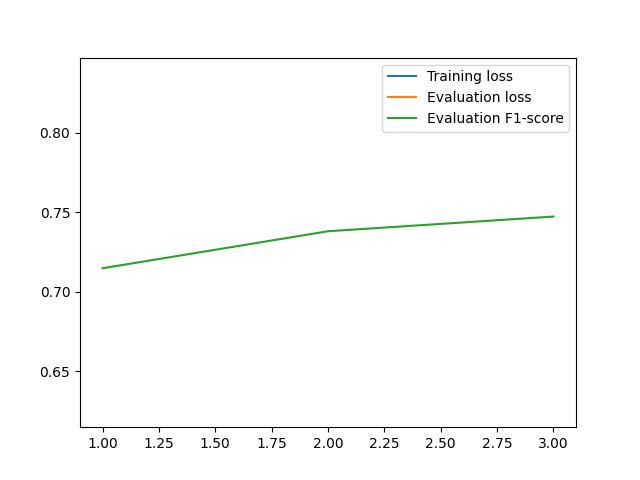 Training loss
Evaluation loss
Evaluation F1-score
0.80
0.75
0.70
0.65
1.00 1.25 1.50 1.75 2.00 2.25 2.50 2.75 3.00